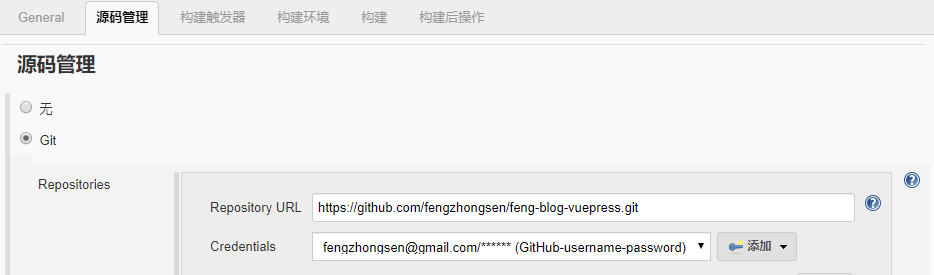 General 源码管理 构建触发器 构建环境 构建 构建后操作
源码管理
无
Git
Repositories
Repository URL https://github.com/fengzhongsen/feng-blog-vuepress.git
Credentials fengzhongsen@gmail.com/****** (GitHub-username-password) 添加